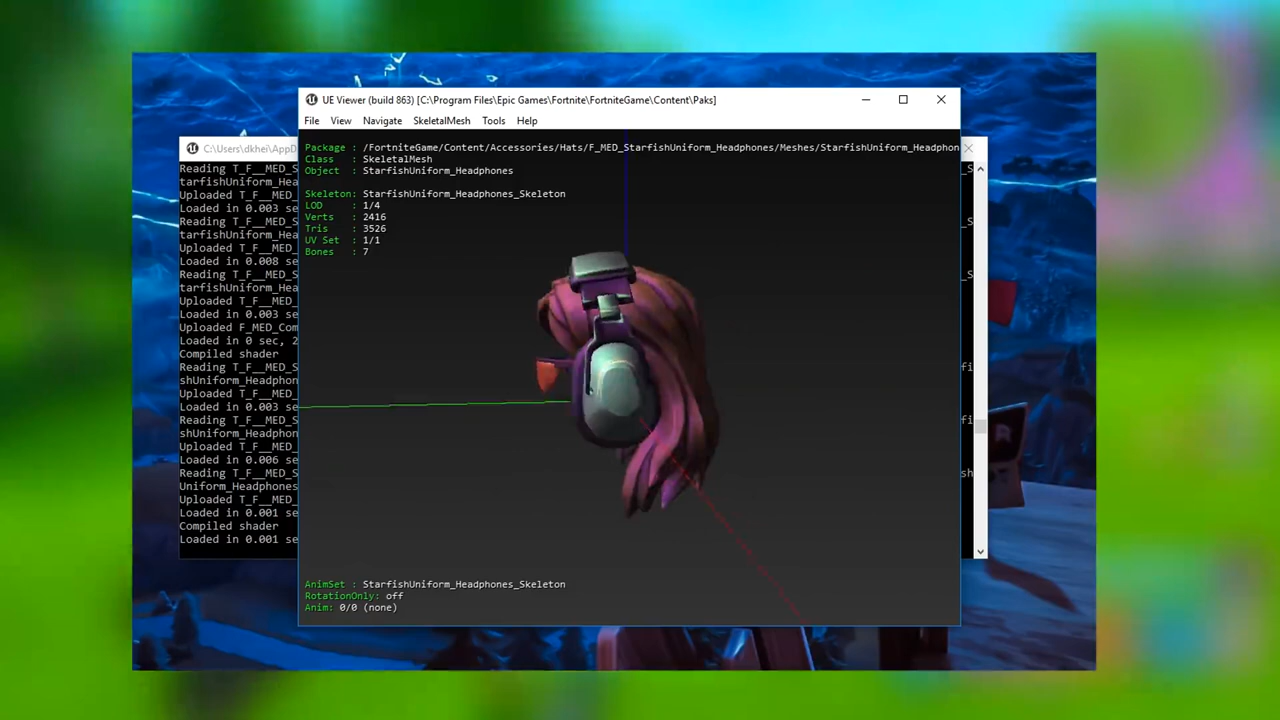 UE Viewer (build 863) [C:\Program Files\Epic Games\Fortnite\FortniteGame\Content\Paks]
File View Navigate SkeletalMesh Tools Help
Package : /FortniteGame/Content/Accessories/Hats/F_MED_StarfishUniform_Headphones/Meshes/StarfishUniform_Headphon
Class : SkeletalMesh
Object : StarfishUniform_Headphones
Skeleton: StarfishUniform_Headphones_Skeleton
LOD : 1/4
Verts : 2416
Tris : 3526
UV Set : 1/1
Bones : 7
AnimSet : StarfishUniform_Headphones_Skeleton
RotationOnly: off
Anim: 0/0 (none)
C:\Users\dkhei\AppD
Reading T_F__MED_S
tarfishUniform_Hea
Uploaded T_F__MED_
Loaded in 0.003 se
Reading T_F__MED_S
tarfishUniform_Hea
Uploaded T_F__MED_
Loaded in 0.008 se
Reading T_F__MED_S
tarfishUniform_Hea
Uploaded T_F__MED_
Loaded in 0.003 se
Uploaded F_MED_Com
Loaded in 0 sec, 2
Compiled shader
Reading T_F__MED_S
shUniform_Headphon
Uploaded T_F__MED_
Loaded in 0.003 se
Reading T_F__MED_S
shUniform_Headphon
Uploaded T_F__MED_
Loaded in 0.006 se
Reading T_F__MED_S
Uniform_Headphones
Uploaded T_F__MED_
Loaded in 0.001 se
Compiled shader
Loaded in 0.001 se